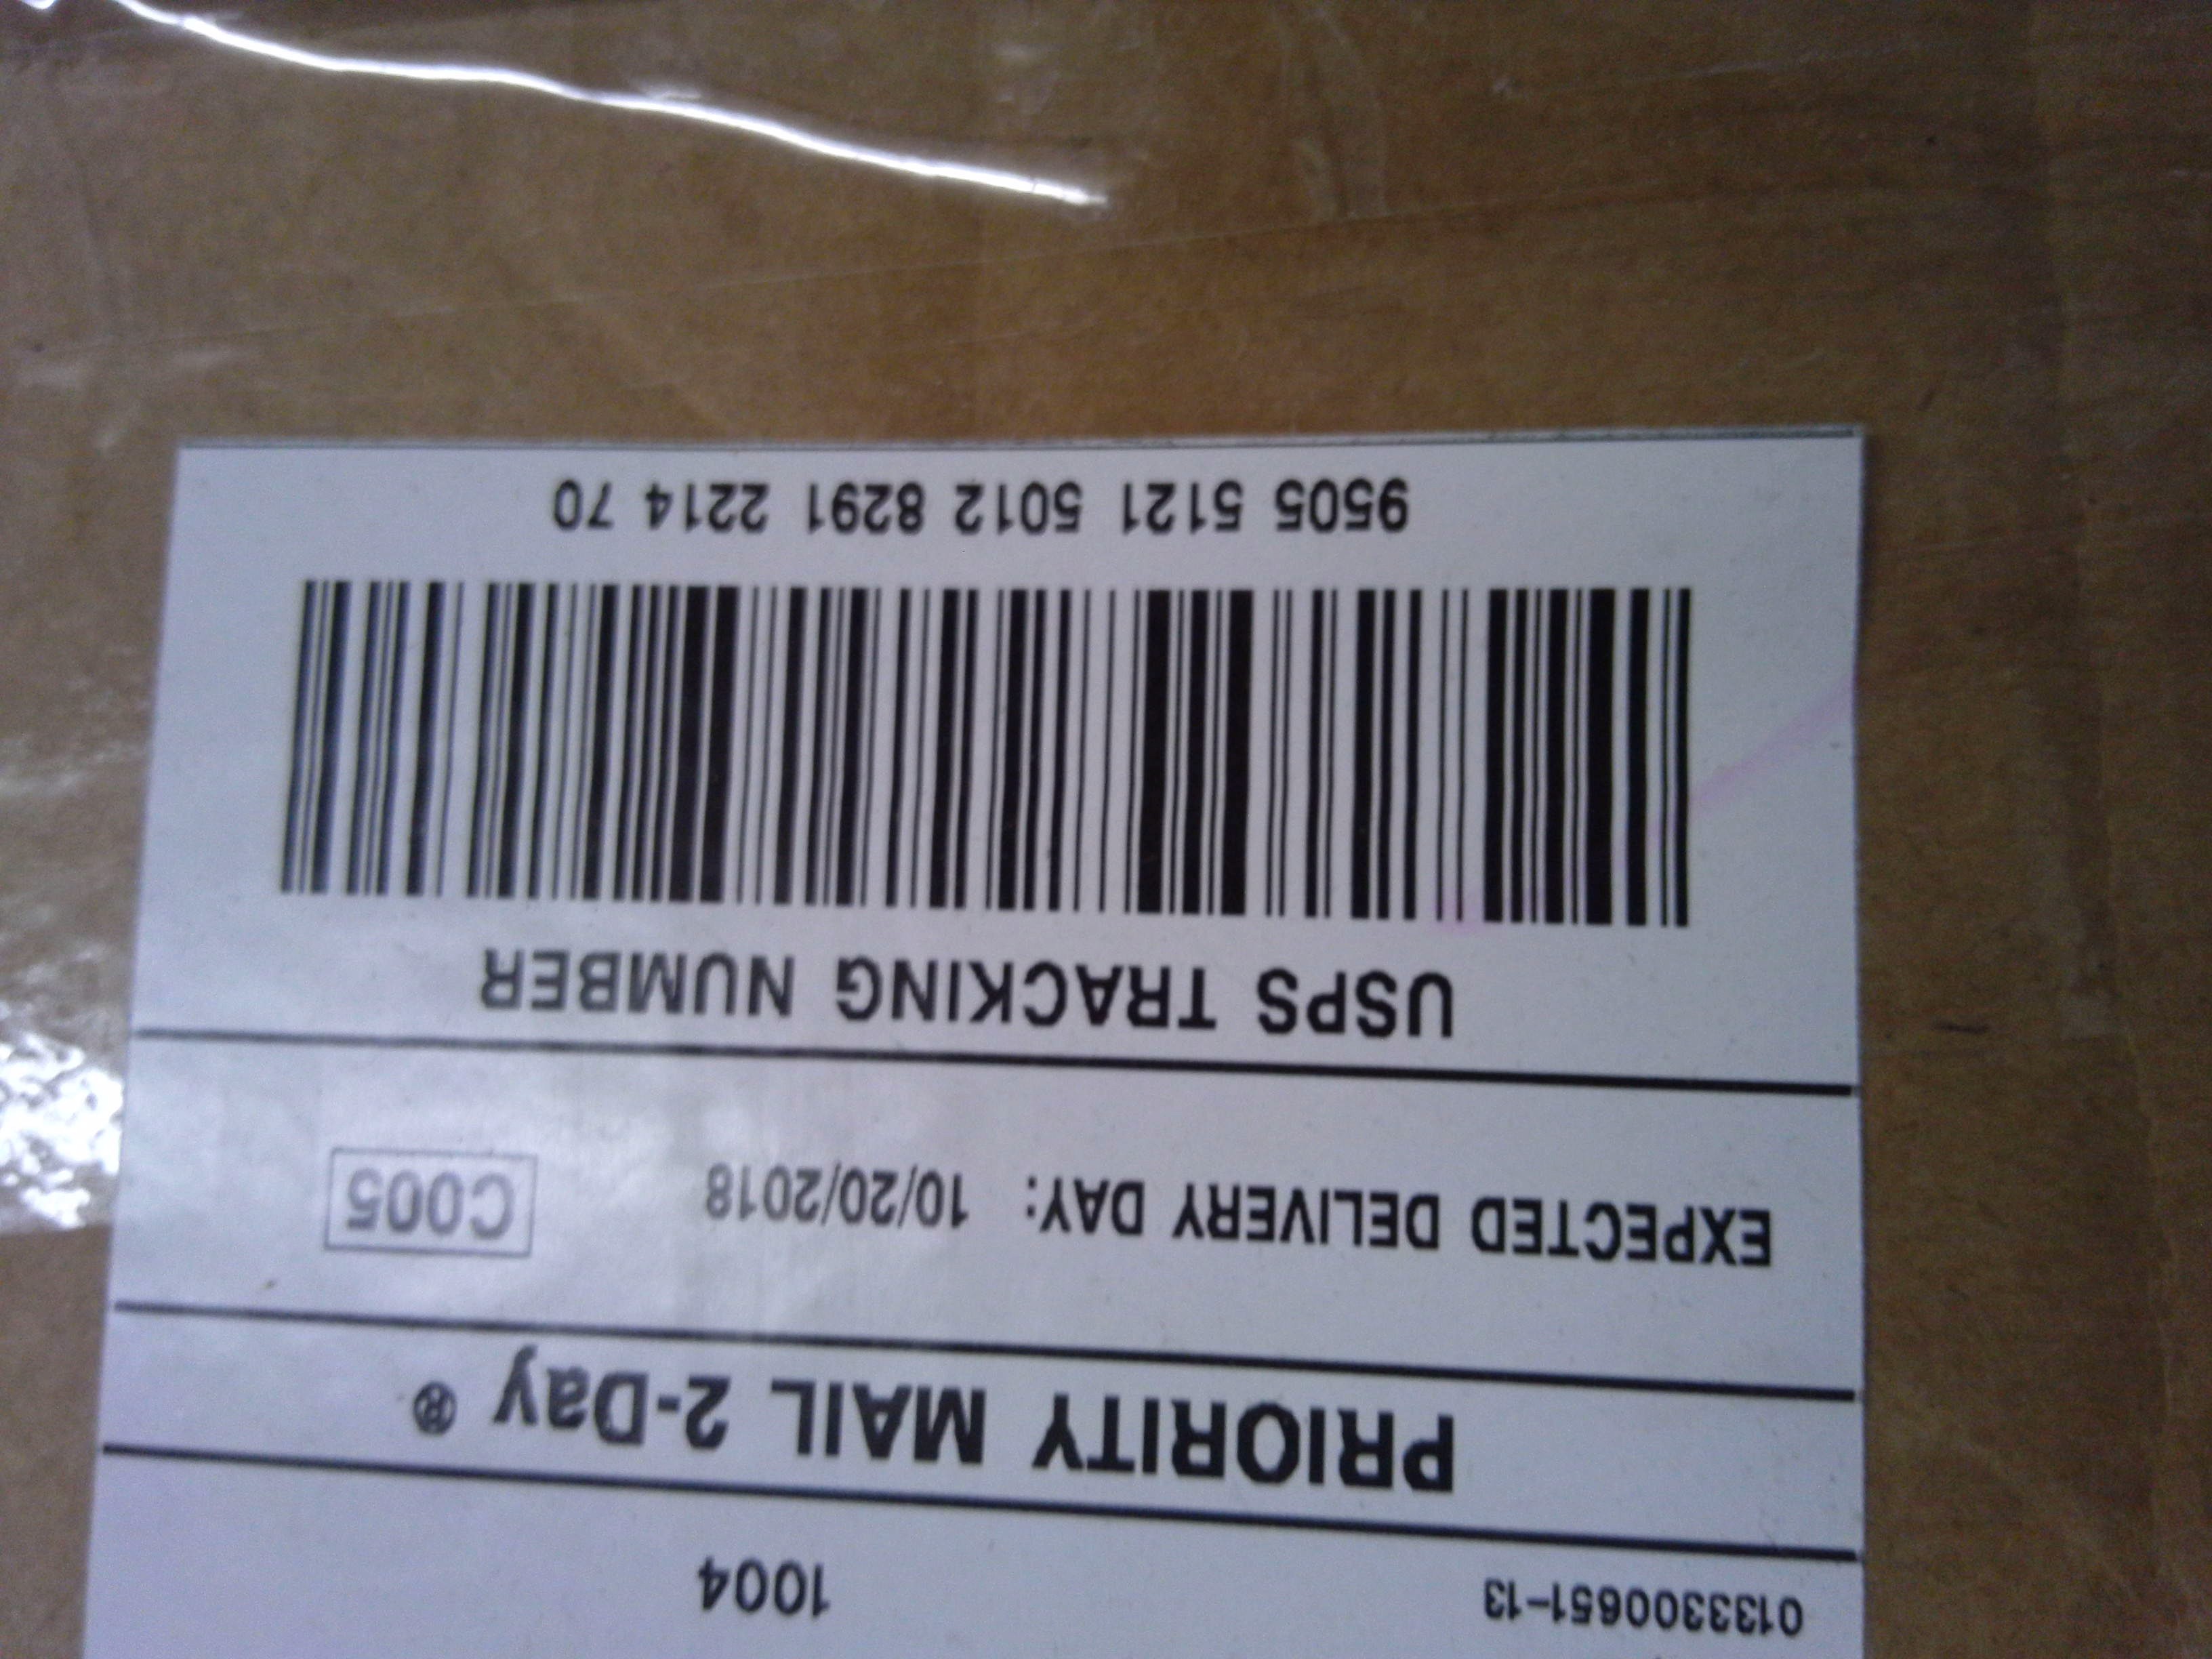 0133300651-13 1004
PRIORITY MAIL 2-Day ®
EXPECTED DELIVERY DAY: 10/20/2018 C005
USPS TRACKING NUMBER
9505 5121 5012 8291 2214 70